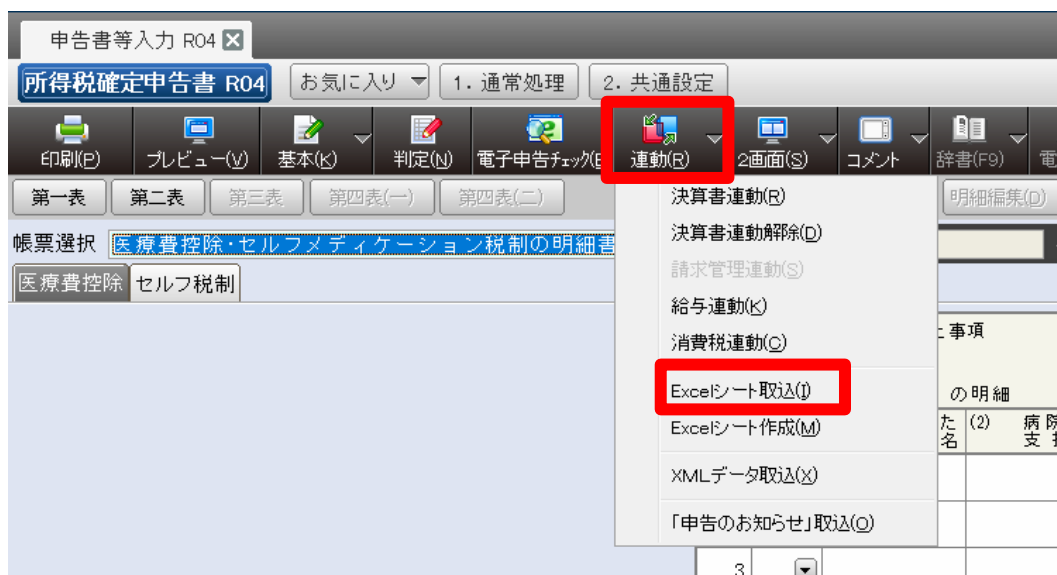 申告書等入力 R04
所得税確定申告書 R04 お気に入り 1. 通常処理 2. 共通設定
印刷(P) プレビュー(V) 基本(K) 判定(N) 電子申告チェック(E 連動(R) 2画面(S) コメント 辞書(F9) 電
第一表 第二表 第三表 第四表(一) 第四表(二) 明細編集(D)
帳票選択 医療費控除・セルフメディケーション税制の明細書
医療費控除 セルフ税制
決算書連動(R)
決算書連動解除(D)
請求管理連動(S)
給与連動(K)
消費税連動(C)
Excelシート取込(I)
Excelシート作成(M)
XMLデータ取込(X)
「申告のお知らせ」取込(O)
事項
の明細
た (2) 病院
名 支
3